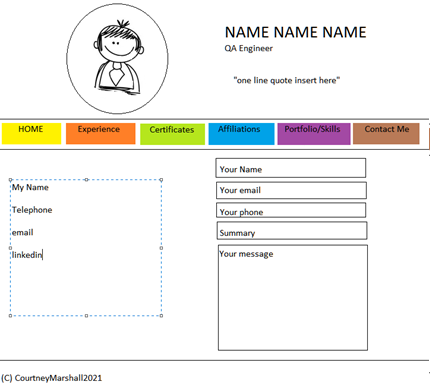 NAME NAME NAME
QA Engineer
"one line quote insert here"
HOME
Experience
Certificates
Affiliations
Portfolio/Skills
Contact Me
My Name
Telephone
email
linkedin
Your Name
Your email
Your phone
Summary
Your message
(C) CourtneyMarshall2021